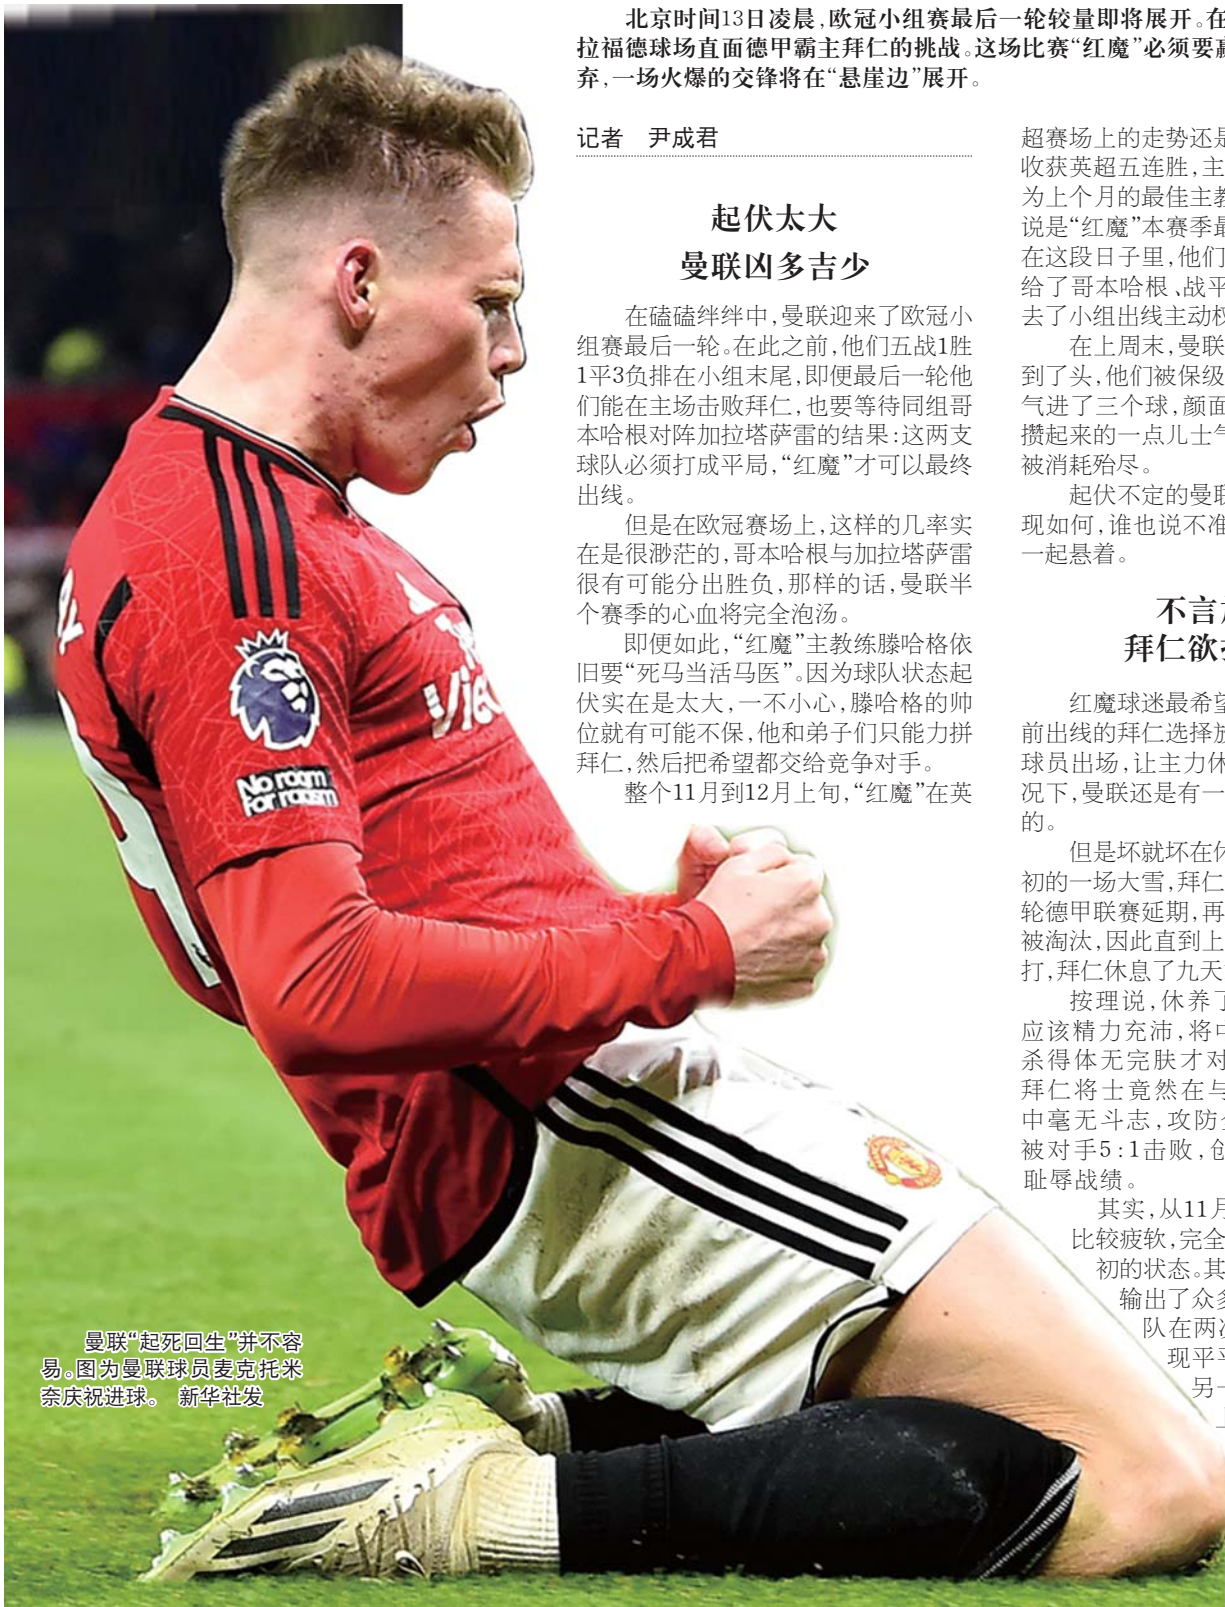 北京时间13日凌晨,欧冠小组赛最后一轮较量即将展开。在
拉福德球场直面德甲霸主拜仁的挑战。这场比赛“红魔”必须要赢
弃,一场火爆的交锋将在“悬崖边”展开。
记者 尹成君
起伏太大
曼联凶多吉少
在磕磕绊绊中,曼联迎来了欧冠小
组赛最后一轮。在此之前,他们五战1胜
1平3负排在小组末尾,即便最后一轮他
们能在主场击败拜仁,也要等待同组哥
本哈根对阵加拉塔萨雷的结果:这两支
球队必须打成平局,“红魔”才可以最终
出线。
但是在欧冠赛场上,这样的几率实
在是很渺茫的,哥本哈根与加拉塔萨雷
很有可能分出胜负,那样的话,曼联半
个赛季的心血将完全泡汤。
即便如此,“红魔”主教练滕哈格依
旧要“死马当活马医”。因为球队状态起
伏实在是太大,一不小心,滕哈格的帅
位就有可能不保,他和弟子们只能力拼
拜仁,然后把希望都交给竞争对手。
整个11月到12月上旬,“红魔”在英
超赛场上的走势还是
收获英超五连胜,主
为上个月的最佳主教
说是“红魔”本赛季最
在这段日子里,他们
给了哥本哈根、战平
去了小组出线主动权
在上周末,曼联
到了头,他们被保级
气进了三个球,颜面
攒起来的一点儿士气
被消耗殆尽。
起伏不定的曼联
现如何,谁也说不准
一起悬着。
不言放
拜仁欲
红魔球迷最希望
前出线的拜仁选择放
球员出场,让主力休
况下,曼联还是有一
的。
但是坏就坏在休
初的一场大雪,拜仁
轮德甲联赛延期,再
被淘汰,因此直到上
打,拜仁休息了九天
按理说,休养了
应该精力充沛,将中
杀得体无完肤才对
拜仁将士竟然在与
中毫无斗志,攻防
被对手5:1击败,创
耻辱战绩。
其实,从11月
比较疲软,完全
初的状态。其
输出了众多
队在两
现平平
另一
曼联“起死回生”并不容
易。图为曼联球员麦克托米
奈庆祝进球。 新华社发
No room
For racism